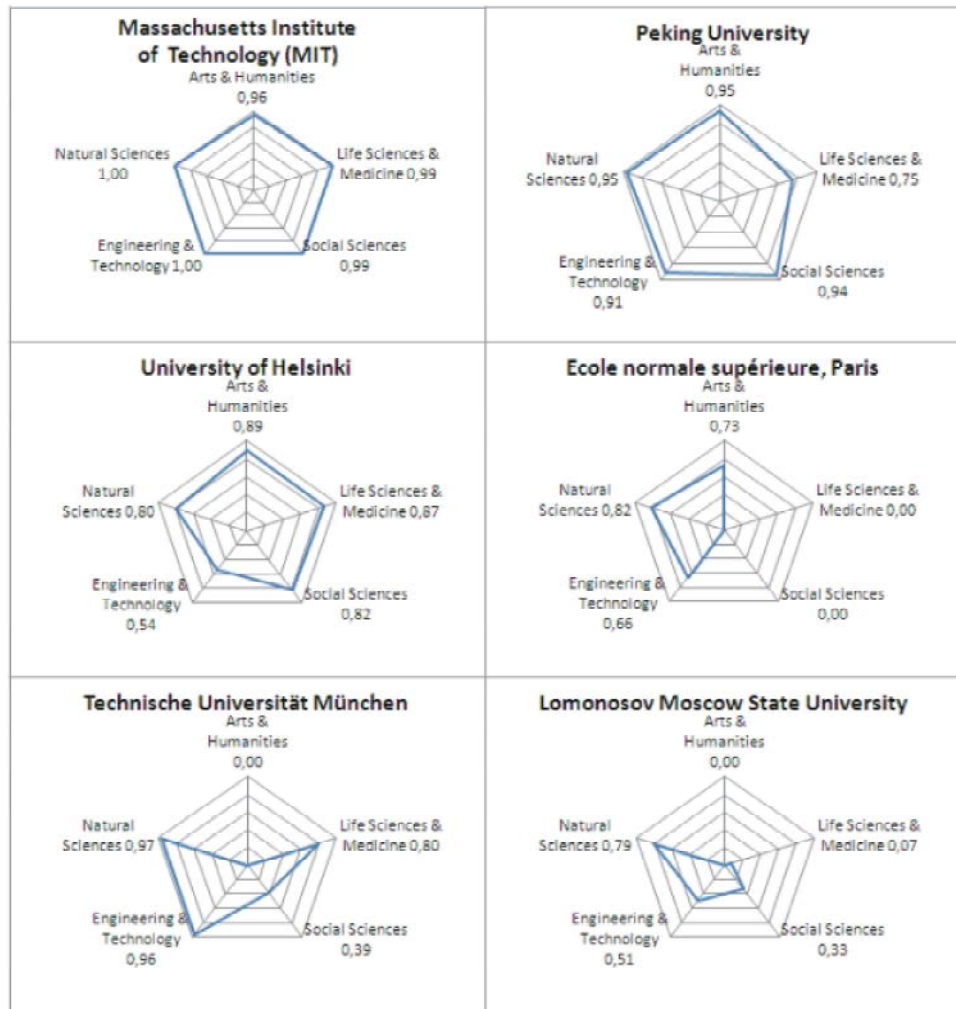 Massachusetts Institute
of Technology (MIT)
Arts & Humanities
0,96
Natural Sciences
1,00
Life Sciences &
Medicine 0,99
Engineering &
Technology 1,00
Social Sciences
0,99
Peking University
Arts &
Humanities
0,95
Natural
Sciences 0,95
Life Sciences &
Medicine 0,75
Engineering &
Technology
0,91
Social Sciences
0,94
University of Helsinki
Arts &
Humanities
0,89
Natural
Sciences 0,80
Life Sciences &
Medicine 0,87
Engineering &
Technology
0,54
Social Sciences
0,82
Ecole normale supérieure, Paris
Arts &
Humanities
0,73
Natural
Sciences 0,82
Life Sciences &
Medicine 0,00
Engineering &
Technology
0,66
Social Sciences
0,00
Technische Universität München
Arts &
Humanities
0,00
Natural
Sciences 0,97
Life Sciences &
Medicine 0,80
Engineering &
Technology
0,96
Social Sciences
0,39
Lomonosov Moscow State University
Arts &
Humanities
0,00
Natural
Sciences 0,79
Life Sciences &
Medicine 0,07
Engineering &
Technology
0,51
Social Sciences
0,33